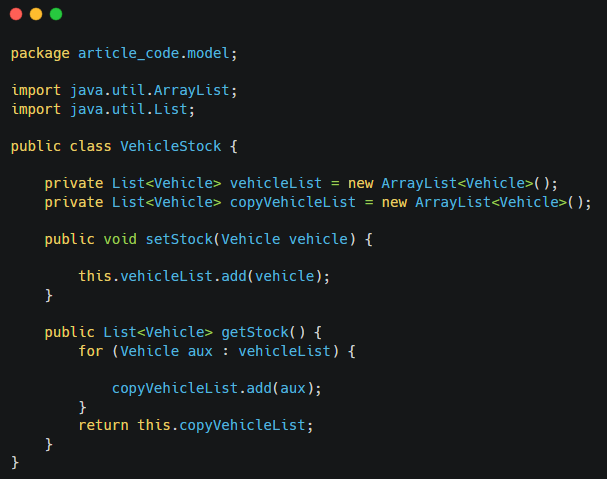 package article_code.model;
import java.util.ArrayList;
import java.util.List;
public class VehicleStock {
private List<Vehicle> vehicleList = new ArrayList<Vehicle>();
private List<Vehicle> copyVehicleList = new ArrayList<Vehicle>();
public void setStock(Vehicle vehicle) {
this.vehicleList.add(vehicle);
}
public List<Vehicle> getStock() {
for (Vehicle aux : vehicleList) {
copyVehicleList.add(aux);
}
return this.copyVehicleList;
}
}